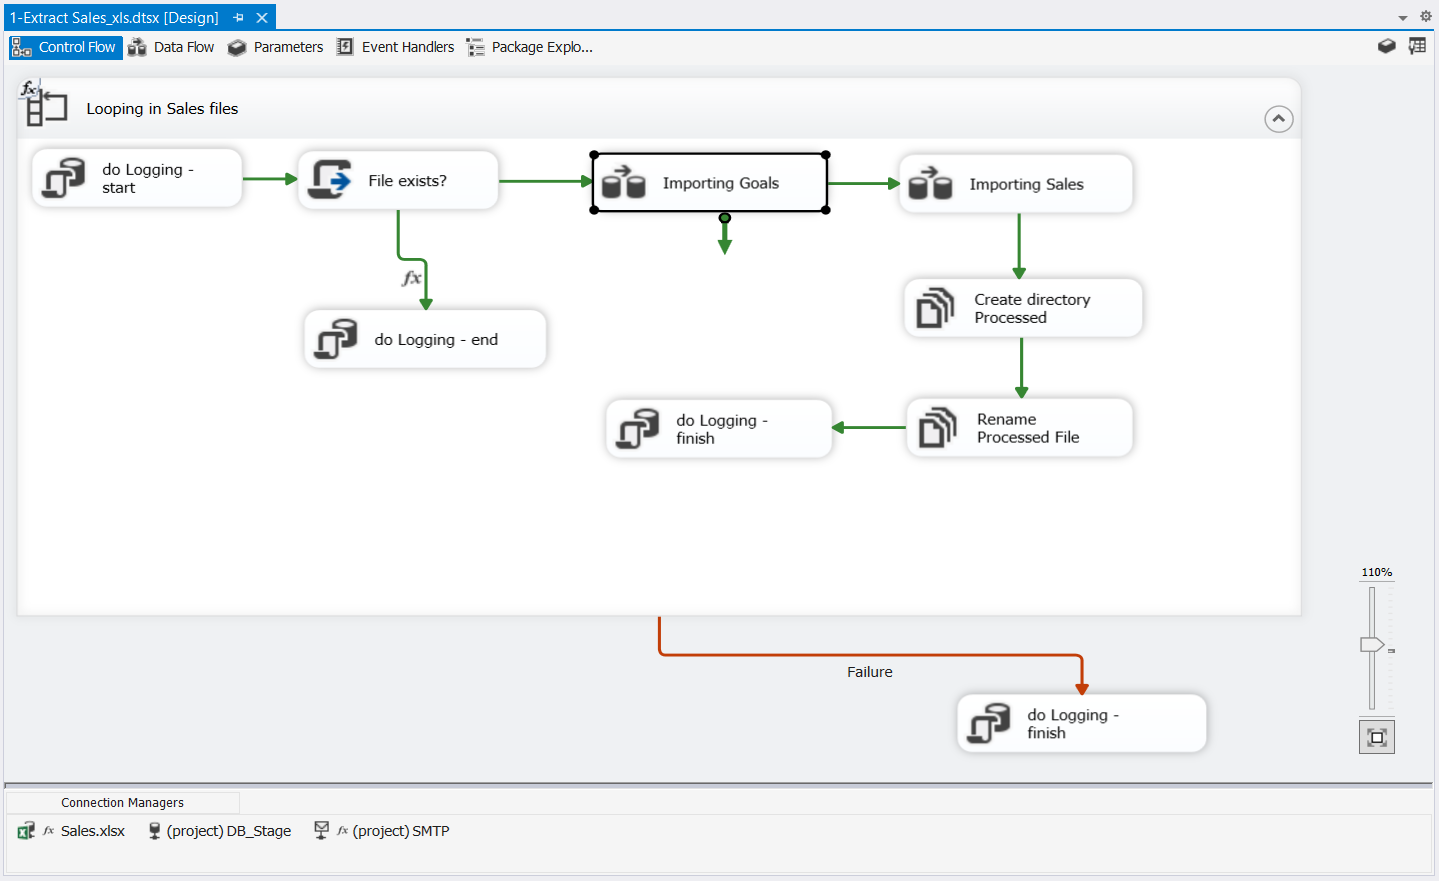 1-Extract Sales_xls.dtsx [Design]
Control Flow Data Flow Parameters Event Handlers Package Explo...
fx
Looping in Sales files
do Logging -
start
File exists?
Importing Goals
Importing Sales
fx
do Logging - end
Create directory
Processed
do Logging -
finish
Rename
Processed File
110%
Failure
do Logging -
finish
Connection Managers
fx Sales.xlsx (project) DB_Stage fx (project) SMTP